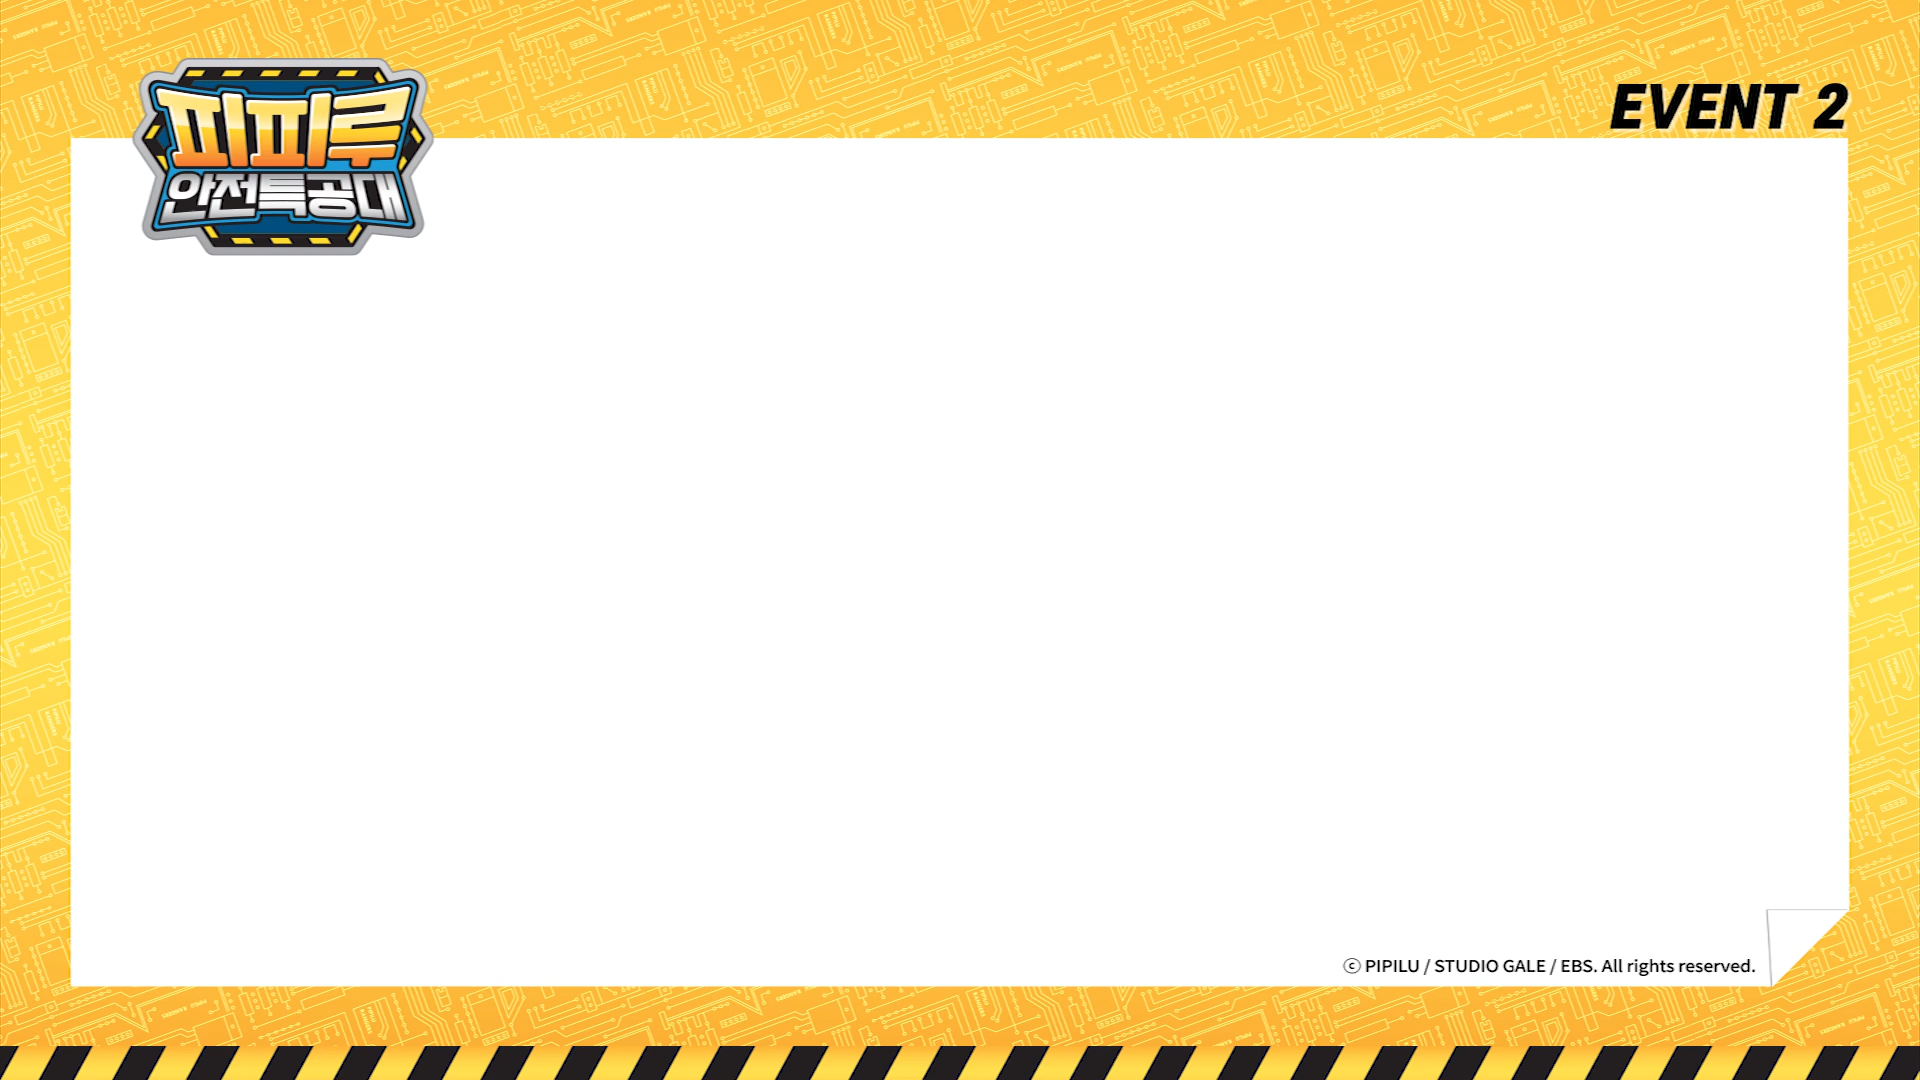 피피루
안전특공대
EVENT 2
ⓒ PIPILU / STUDIO GALE / EBS. All rights reserved.